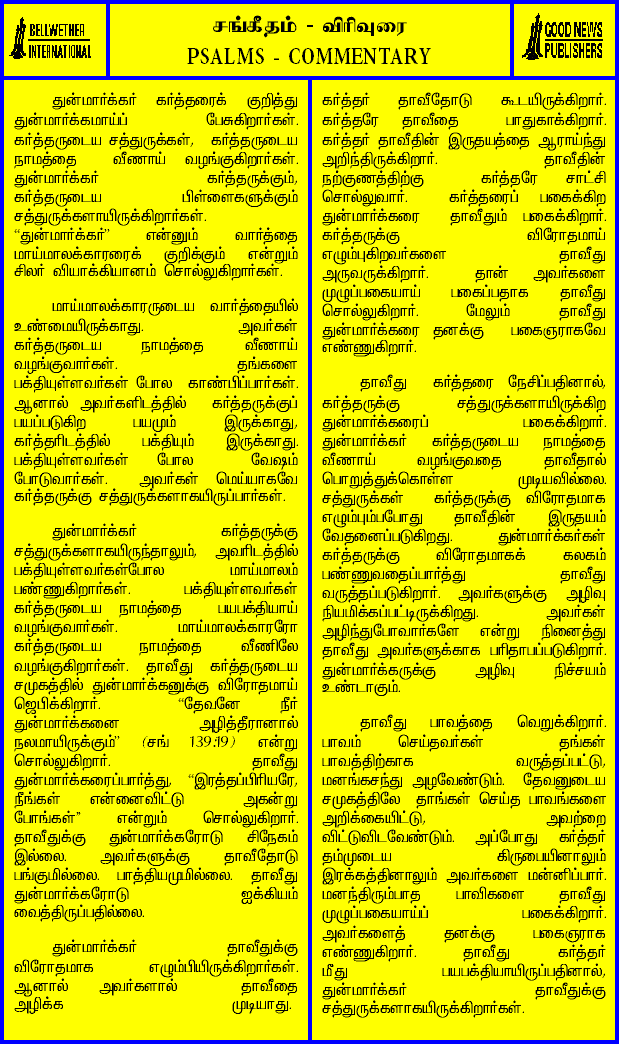 BELLWETHER
INTERNATIONAL
சங்கீதம் - விரிவுரை
PSALMS - COMMENTARY
GOOD NEWS
PUBLISHERS
துன்மார்க்கர் கர்த்தரைக் குறித்து
துன்மார்க்கமாய்ப் பேசுகிறார்கள்.
கர்த்தருடைய சத்துருக்கள், கர்த்தருடைய
நாமத்தை வீணாய் வழங்குகிறார்கள்.
துன்மார்க்கர் கர்த்தருக்கும்,
கர்த்தருடைய பிள்ளைகளுக்கும்
சத்துருக்களாயிருக்கிறார்கள்.
“துன்மார்க்கர்” என்னும் வார்த்தை
மாய்மாலக்காரரைக் குறிக்கும் என்றும்
சிலர் வியாக்கியானம் சொல்லுகிறார்கள்.
மாய்மாலக்காரருடைய வார்த்தையில்
உண்மையிருக்காது. அவர்கள்
கர்த்தருடைய நாமத்தை வீணாய்
வழங்குவார்கள். தங்களை
பக்தியுள்ளவர்கள் போல காண்பிப்பார்கள்.
ஆனால் அவர்களிடத்தில் கர்த்தருக்குப்
பயப்படுகிற பயமும் இருக்காது,
கர்த்தரிடத்தில் பக்தியும் இருக்காது.
பக்தியுள்ளவர்கள் போல வேஷம்
போடுவார்கள். அவர்கள் மெய்யாகவே
கர்த்தருக்கு சத்துருக்களாகயிருப்பார்கள்.
துன்மார்க்கர் கர்த்தருக்கு
சத்துருக்களாகயிருந்தாலும், அவரிடத்தில்
பக்தியுள்ளவர்கள்போல மாய்மாலம்
பண்ணுகிறார்கள். பக்தியுள்ளவர்கள்
கர்த்தருடைய நாமத்தை பயபக்தியாய்
வழங்குவார்கள். மாய்மாலக்காரரோ
கர்த்தருடைய நாமத்தை வீணிலே
வழங்குகிறார்கள். தாவீது கர்த்தருடைய
சமுகத்தில் துன்மார்க்கனுக்கு விரோதமாய்
ஜெபிக்கிறார். “தேவனே நீர்
துன்மார்க்கனை அழித்தீரானால்
நலமாயிருக்கும்” (சங் 139:19) என்று
சொல்லுகிறார். தாவீது
துன்மார்க்கரைப்பார்த்து, “இரத்தப்பிரியரே,
நீங்கள் என்னைவிட்டு அகன்று
போங்கள்” என்றும் சொல்லுகிறார்.
தாவீதுக்கு துன்மார்க்கரோடு சிநேகம்
இல்லை. அவர்களுக்கு தாவீதோடு
பங்குமில்லை. பாத்தியமுமில்லை. தாவீது
துன்மார்க்கரோடு ஐக்கியம்
வைத்திருப்பதில்லை.
துன்மார்க்கர் தாவீதுக்கு
விரோதமாக எழும்பியிருக்கிறார்கள்.
ஆனால் அவர்களால் தாவீதை
அழிக்க முடியாது.
கர்த்தர் தாவீதோடு கூடயிருக்கிறார்.
கர்த்தரே தாவீதை பாதுகாக்கிறார்.
கர்த்தர் தாவீதின் இருதயத்தை ஆராய்ந்து
அறிந்திருக்கிறார். தாவீதின்
நற்குணத்திற்கு கர்த்தரே சாட்சி
சொல்லுவார். கர்த்தரைப் பகைக்கிற
துன்மார்க்கரை தாவீதும் பகைக்கிறார்.
கர்த்தருக்கு விரோதமாய்
எழும்புகிறவர்களை தாவீது
அருவருக்கிறார். தான் அவர்களை
முழுப்பகையாய் பகைப்பதாக தாவீது
சொல்லுகிறார். மேலும் தாவீது
துன்மார்க்கரை தனக்கு பகைஞராகவே
எண்ணுகிறார்.
தாவீது கர்த்தரை நேசிப்பதினால்,
கர்த்தருக்கு சத்துருக்களாயிருக்கிற
துன்மார்க்கரைப் பகைக்கிறார்.
துன்மார்க்கர் கர்த்தருடைய நாமத்தை
வீணாய் வழங்குவதை தாவீதால்
பொறுத்துக்கொள்ள முடியவில்லை.
சத்துருக்கள் கர்த்தருக்கு விரோதமாக
எழும்பும்பபோது தாவீதின் இருதயம்
வேதனைப்படுகிறது. துன்மார்க்கர்கள்
கர்த்தருக்கு விரோதமாகக் கலகம்
பண்ணுவதைப்பார்த்து தாவீது
வருத்தப்படுகிறார். அவர்களுக்கு அழிவு
நியமிக்கப்பட்டிருக்கிறது. அவர்கள்
அழிந்துபோவார்களே என்று நினைத்து
தாவீது அவர்களுக்காக பரிதாபப்படுகிறார்.
துன்மார்க்கருக்கு அழிவு நிச்சயம்
உண்டாகும்.
தாவீது பாவத்தை வெறுக்கிறார்.
பாவம் செய்தவர்கள் தங்கள்
பாவத்திற்காக வருத்தப்பட்டு,
மனங்கசந்து அழவேண்டும். தேவனுடைய
சமுகத்திலே தாங்கள் செய்த பாவங்களை
அறிக்கையிட்டு, அவற்றை
விட்டுவிடவேண்டும். அப்போது கர்த்தர்
தம்முடைய கிருபையினாலும்
இரக்கத்தினாலும் அவர்களை மன்னிப்பார்.
மனந்திரும்பாத பாவிகளை தாவீது
முழுப்பகையாய்ப் பகைக்கிறார்.
அவர்களைத் தனக்கு பகைஞராக
எண்ணுகிறார். தாவீது கர்த்தர்
மீது பயபக்தியாயிருப்பதினால்,
துன்மார்க்கர் தாவீதுக்கு
சத்துருக்களாகயிருக்கிறார்கள்.